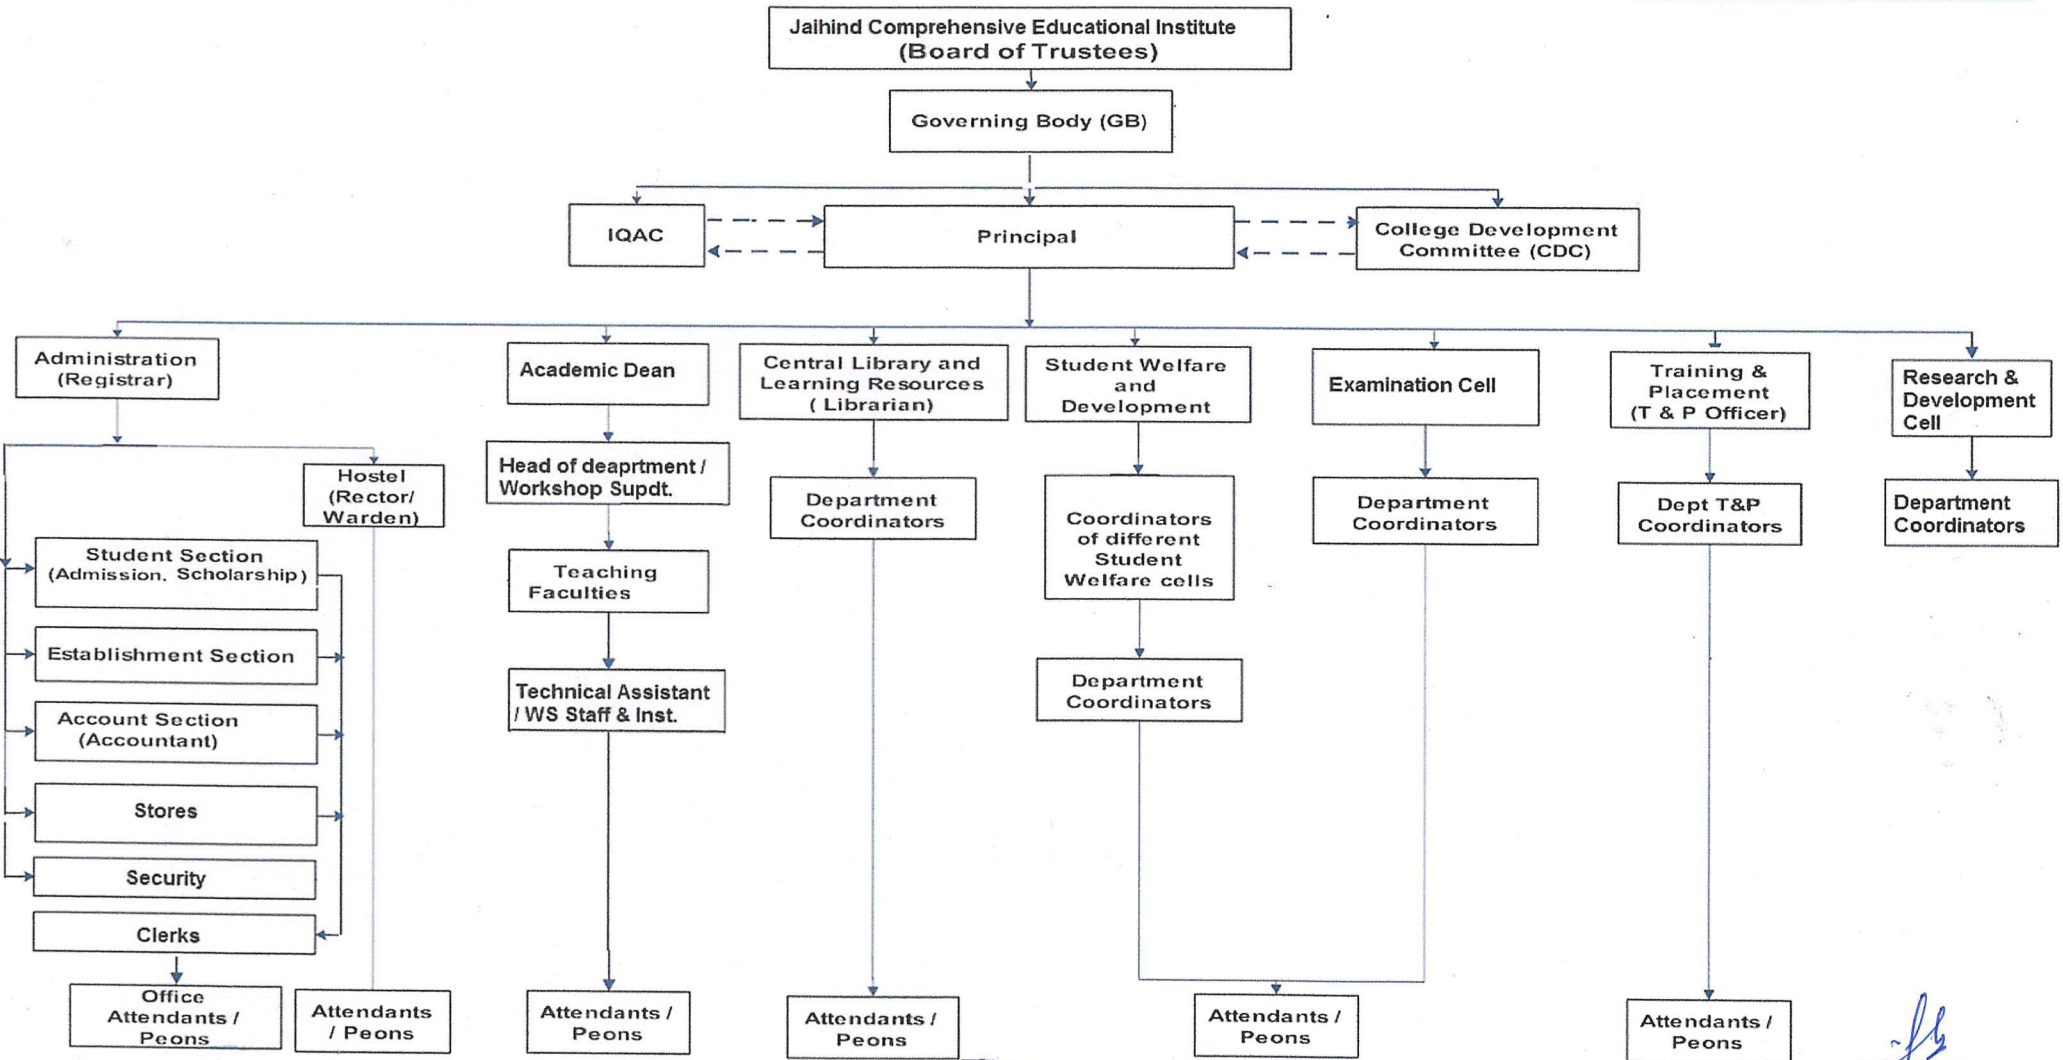 Jaihind Comprehensive Educational Institute
(Board of Trustees)
Governing Body (GB)
IQAC
Principal
College Development
Committee (CDC)
Administration
(Registrar)
Academic Dean
Central Library and
Learning Resources
( Librarian)
Student Welfare
and
Development
Examination Cell
Training &
Placement
(T & P Officer)
Research &
Development
Cell
Hostel
(Rector/
Warden)
Head of deaprtment /
Workshop Supdt.
Department
Coordinators
Coordinators
of different
Student
Welfare cells
Department
Coordinators
Dept T&P
Coordinators
Department
Coordinators
Student Section
(Admission, Scholarship)
Teaching
Faculties
Establishment Section
Technical Assistant
/ WS Staff & Inst.
Department
Coordinators
Account Section
(Accountant)
Stores
Security
Clerks
Office
Attendants /
Peons
Attendants
/ Peons
Attendants /
Peons
Attendants /
Peons
Attendants /
Peons
Attendants /
Peons